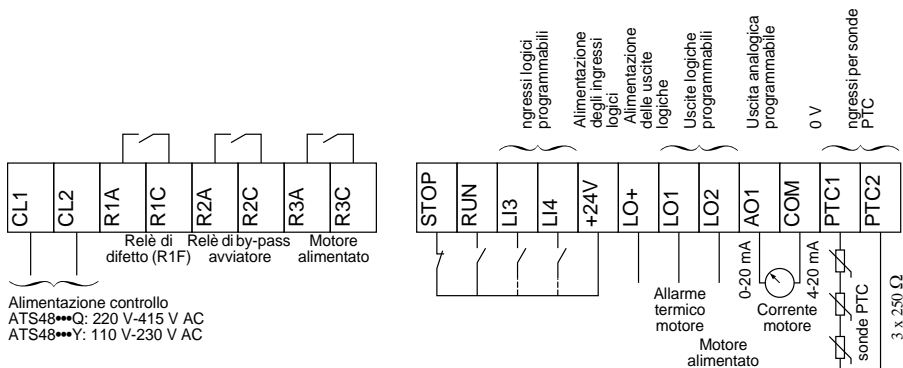 ngressi logici
programmabili
Alimentazione
degli ingressi
logici
Alimentazione
delle uscite
logiche
Uscite logiche
programmabili
Uscita analogica
programmabile
0 V
ngressi per sonde
PTC
CL1
CL2
R1A
R1C
R2A
R2C
R3A
R3C
STOP
RUN
LI3
LI4
+24V
LO+
LO1
LO2
AO1
COM
PTC1
PTC2
Relè di
difetto (R1F)
Relè di by-pass
avviatore
Motore
alimentato
Alimentazione controllo
ATS48•••Q: 220 V-415 V AC
ATS48•••Y: 110 V-230 V AC
Allarme
termico
motore
Motore
alimentato
0-20 mA
4-20 mA
Corrente
motore
sonde PTC
3 x 250 Ω